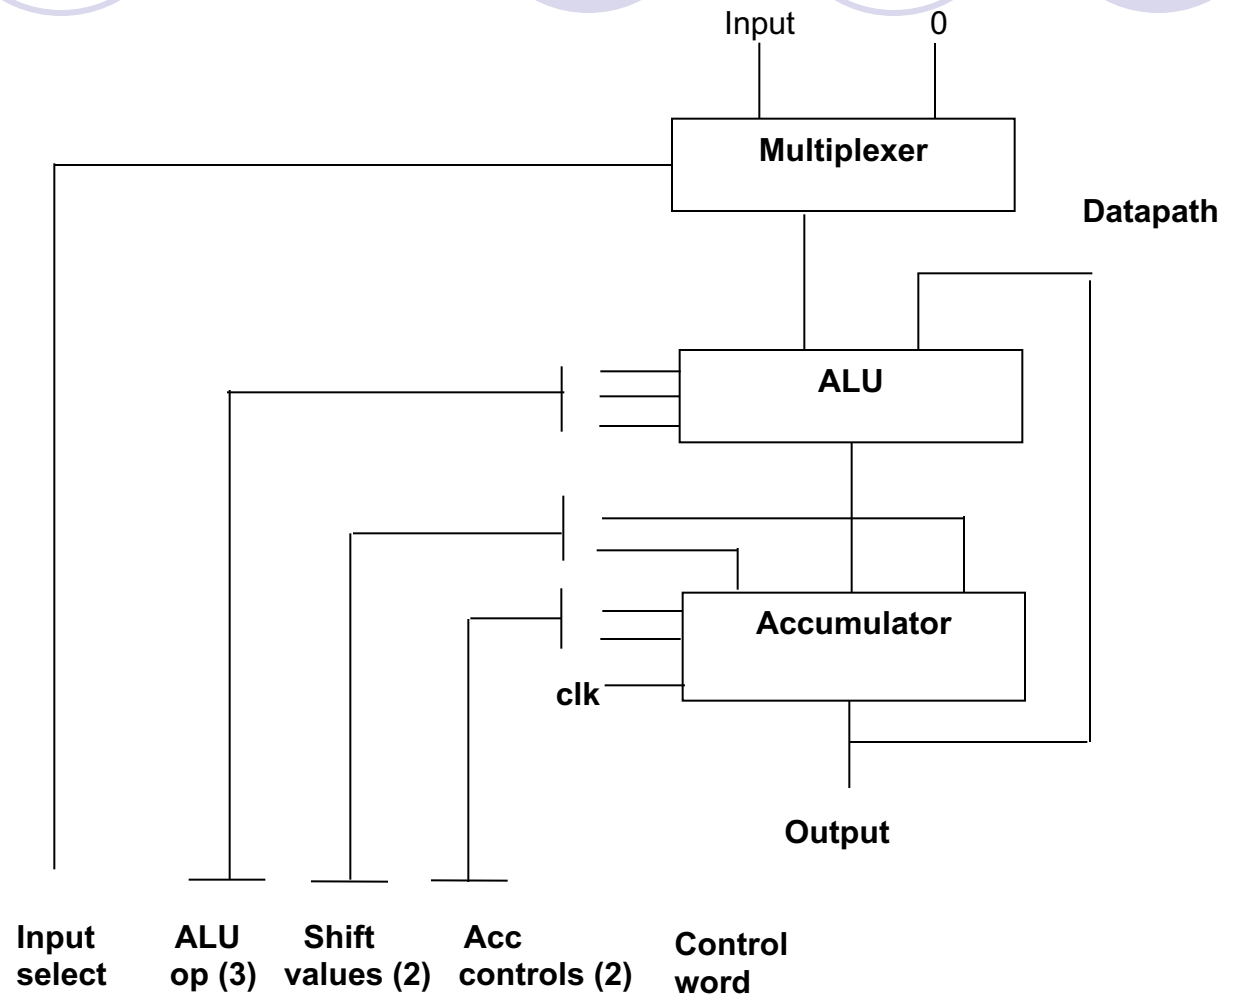 Input 0
Multiplexer
Datapath
ALU
Accumulator
clk
Output
Input select
ALU op (3)
Shift values (2)
Acc controls (2)
Control word